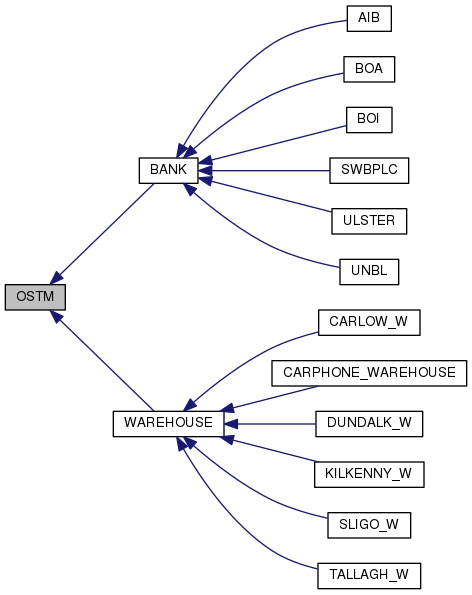 AIB
BOA
BOI
BANK
SWBPLC
ULSTER
UNBL
OSTM
CARLOW_W
CARPHONE_WAREHOUSE
WAREHOUSE
DUNDALK_W
KILKENNY_W
SLIGO_W
TALLAGH_W